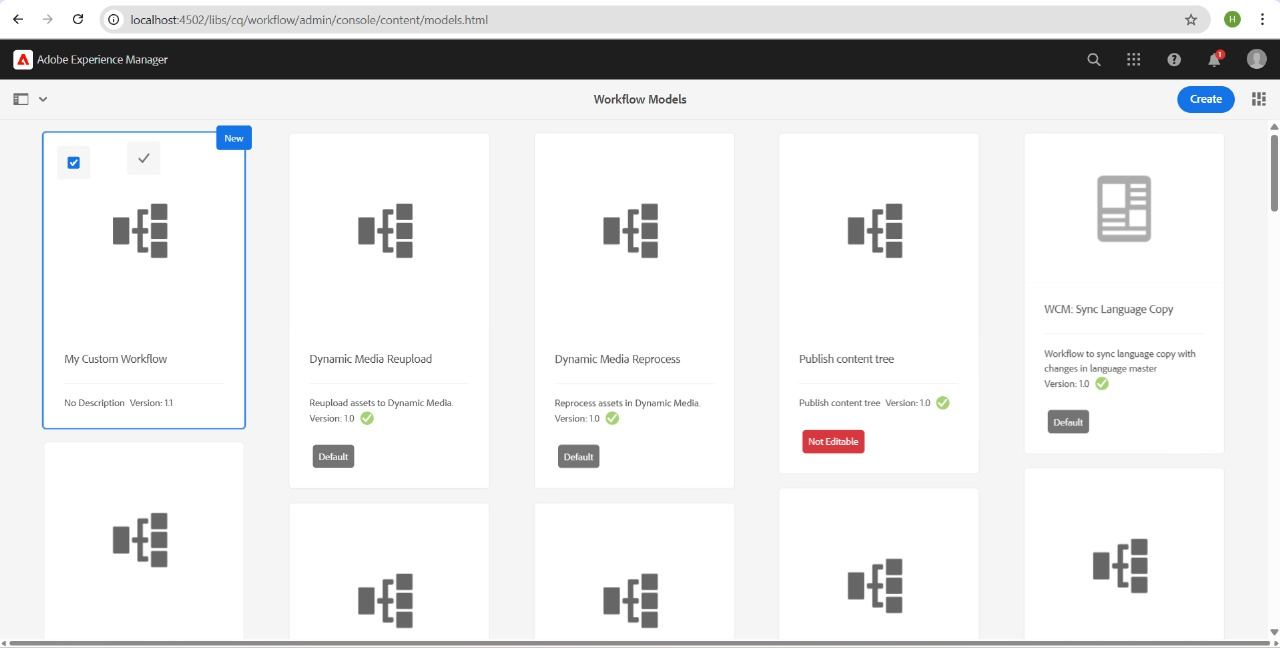 localhost:4502/libs/cq/workflow/admin/console/content/models.html
H
Adobe Experience Manager
1
Workflow Models
Create
New
My Custom Workflow
No Description Version: 1.1
Dynamic Media Reupload
Reupload assets to Dynamic Media.
Version: 1.0
Default
Dynamic Media Reprocess
Reprocess assets in Dynamic Media.
Version: 1.0
Default
Publish content tree
Publish content tree Version: 1.0
Not Editable
WCM: Sync Language Copy
Workflow to sync language copy with
changes in language master
Version: 1.0
Default